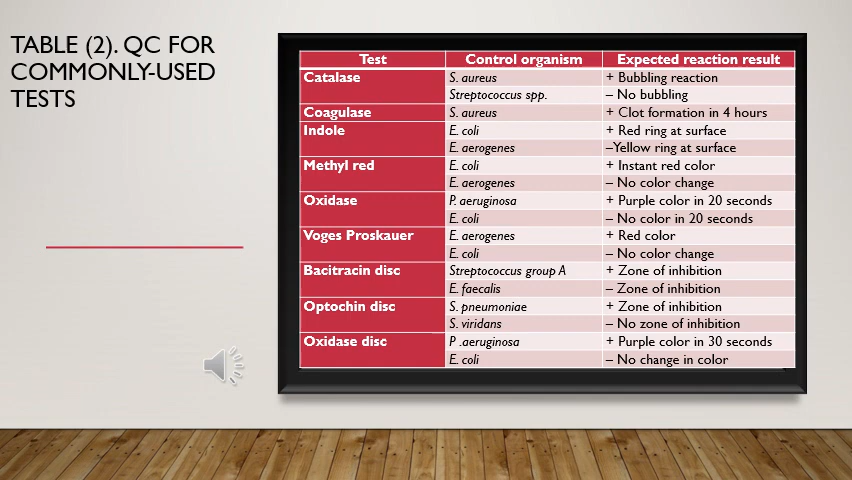 TABLE (2). QC FOR
COMMONLY-USED
TESTS
Test Control organism Expected reaction result
Catalase S. aureus + Bubbling reaction
Streptococcus spp. – No bubbling
Coagulase S. aureus + Clot formation in 4 hours
Indole E. coli + Red ring at surface
E. aerogenes –Yellow ring at surface
Methyl red E. coli + Instant red color
E. aerogenes – No color change
Oxidase P. aeruginosa + Purple color in 20 seconds
E. coli – No color in 20 seconds
Voges Proskauer E. aerogenes + Red color
E. coli – No color change
Bacitracin disc Streptococcus group A + Zone of inhibition
E. faecalis – Zone of inhibition
Optochin disc S. pneumoniae + Zone of inhibition
S. viridans – No zone of inhibition
Oxidase disc P .aeruginosa + Purple color in 30 seconds
E. coli – No change in color